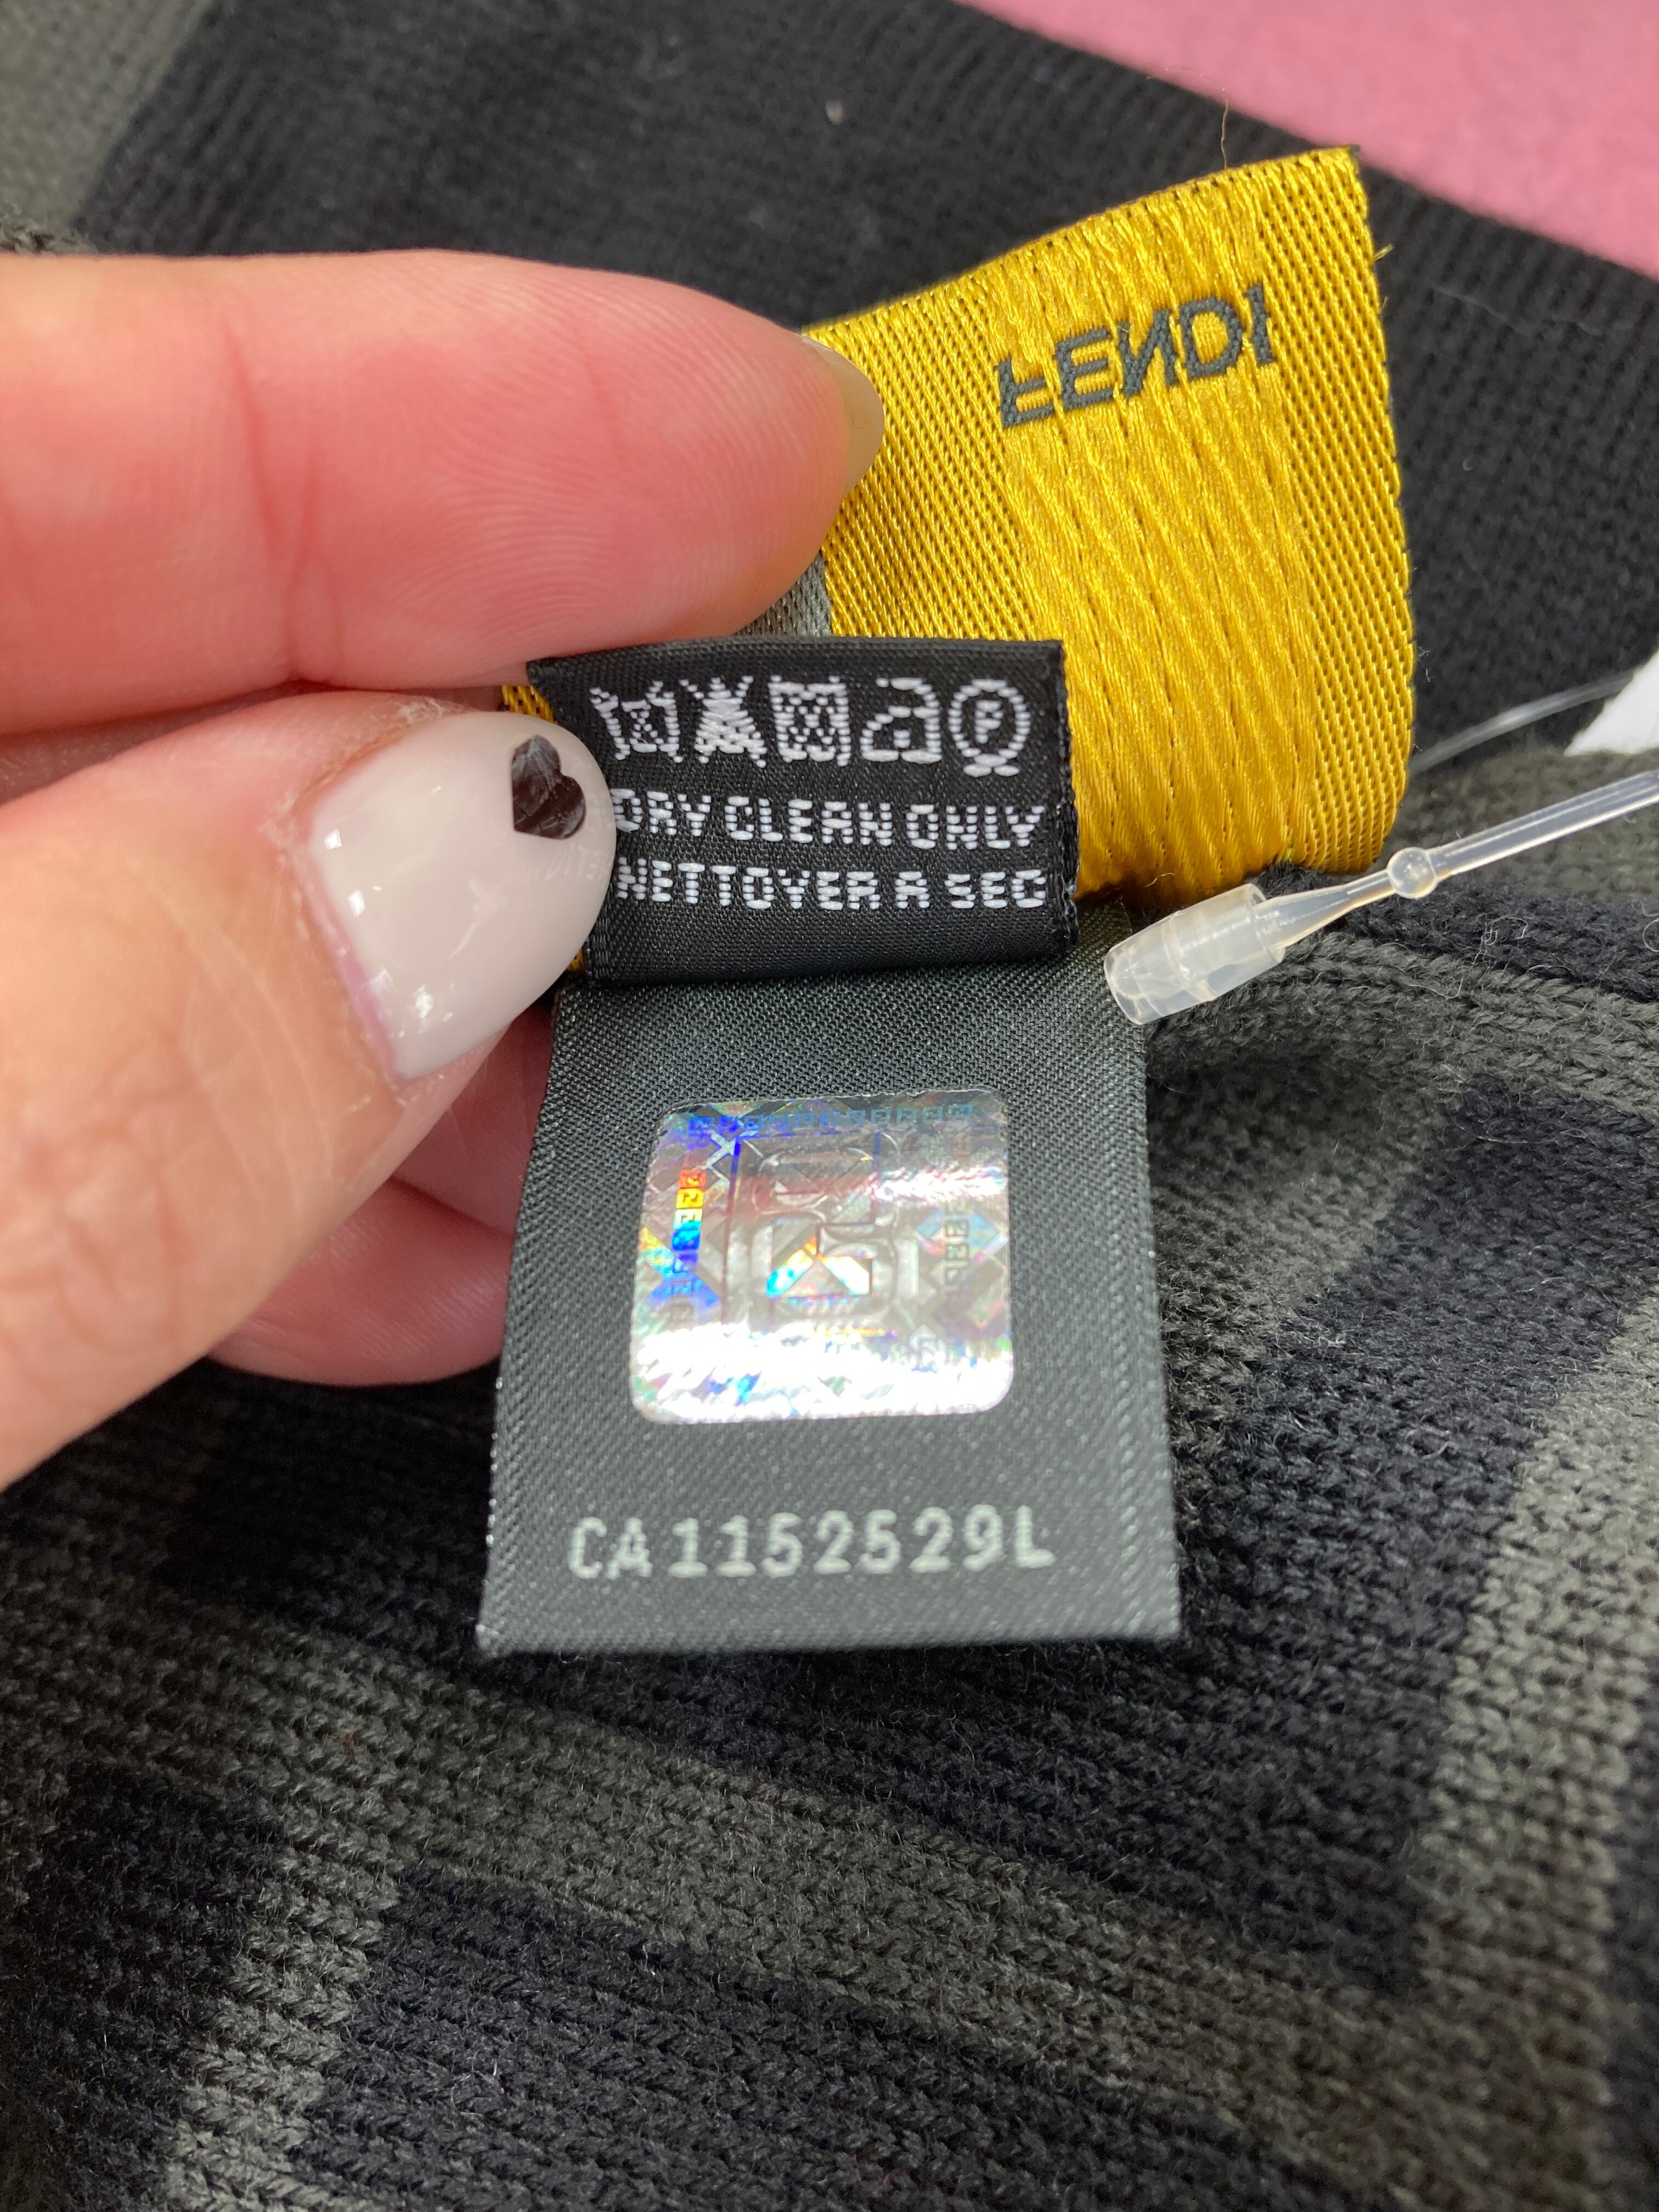 FENDI
P
DRY CLEAN ONLY
NETTOYER A SEC
CA1152529L